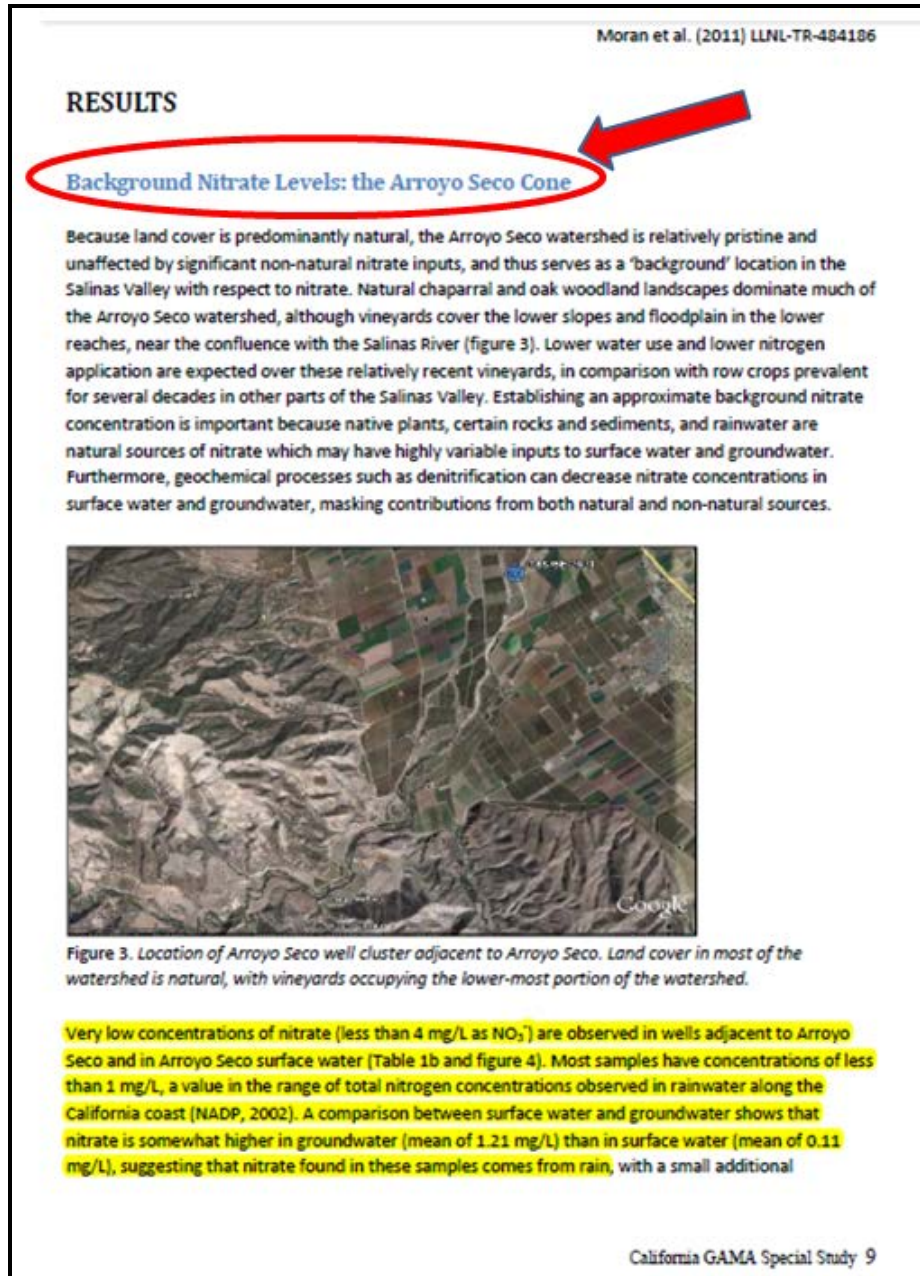 Moran et al. (2011) LLNL-TR-484186
RESULTS
Background Nitrate Levels: the Arroyo Seco Cone
Because land cover is predominantly natural, the Arroyo Seco watershed is relatively pristine and
unaffected by significant non-natural nitrate inputs, and thus serves as a ‘background’ location in the
Salinas Valley with respect to nitrate. Natural chaparral and oak woodland landscapes dominate much of
the Arroyo Seco watershed, although vineyards cover the lower slopes and floodplain in the lower
reaches, near the confluence with the Salinas River (figure 3). Lower water use and lower nitrogen
application are expected over these relatively recent vineyards, in comparison with row crops prevalent
for several decades in other parts of the Salinas Valley. Establishing an approximate background nitrate
concentration is important because native plants, certain rocks and sediments, and rainwater are
natural sources of nitrate which may have highly variable inputs to surface water and groundwater.
Furthermore, geochemical processes such as denitrification can decrease nitrate concentrations in
surface water and groundwater, masking contributions from both natural and non-natural sources.
Google
Figure 3. Location of Arroyo Seco well cluster adjacent to Arroyo Seco. Land cover in most of the
watershed is natural, with vineyards occupying the lower-most portion of the watershed.
Very low concentrations of nitrate (less than 4 mg/L as NO₃⁻) are observed in wells adjacent to Arroyo
Seco and in Arroyo Seco surface water (Table 1b and figure 4). Most samples have concentrations of less
than 1 mg/L, a value in the range of total nitrogen concentrations observed in rainwater along the
California coast (NADP, 2002). A comparison between surface water and groundwater shows that
nitrate is somewhat higher in groundwater (mean of 1.21 mg/L) than in surface water (mean of 0.11
mg/L), suggesting that nitrate found in these samples comes from rain, with a small additional
California GAMA Special Study 9